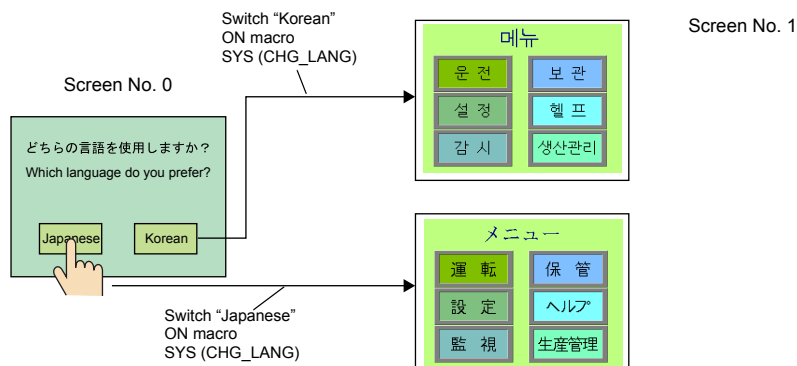 Switch “Korean”
ON macro
SYS (CHG_LANG)
Screen No. 1
Screen No. 0
どちらの言語を使用しますか？
Which language do you prefer?
Japanese
Korean
메뉴
운 전
보 관
설 정
헬 프
감 시
생산관리
Switch “Japanese”
ON macro
SYS (CHG_LANG)
メニュー
運 転
保 管
設 定
ヘルプ
監 視
生産管理